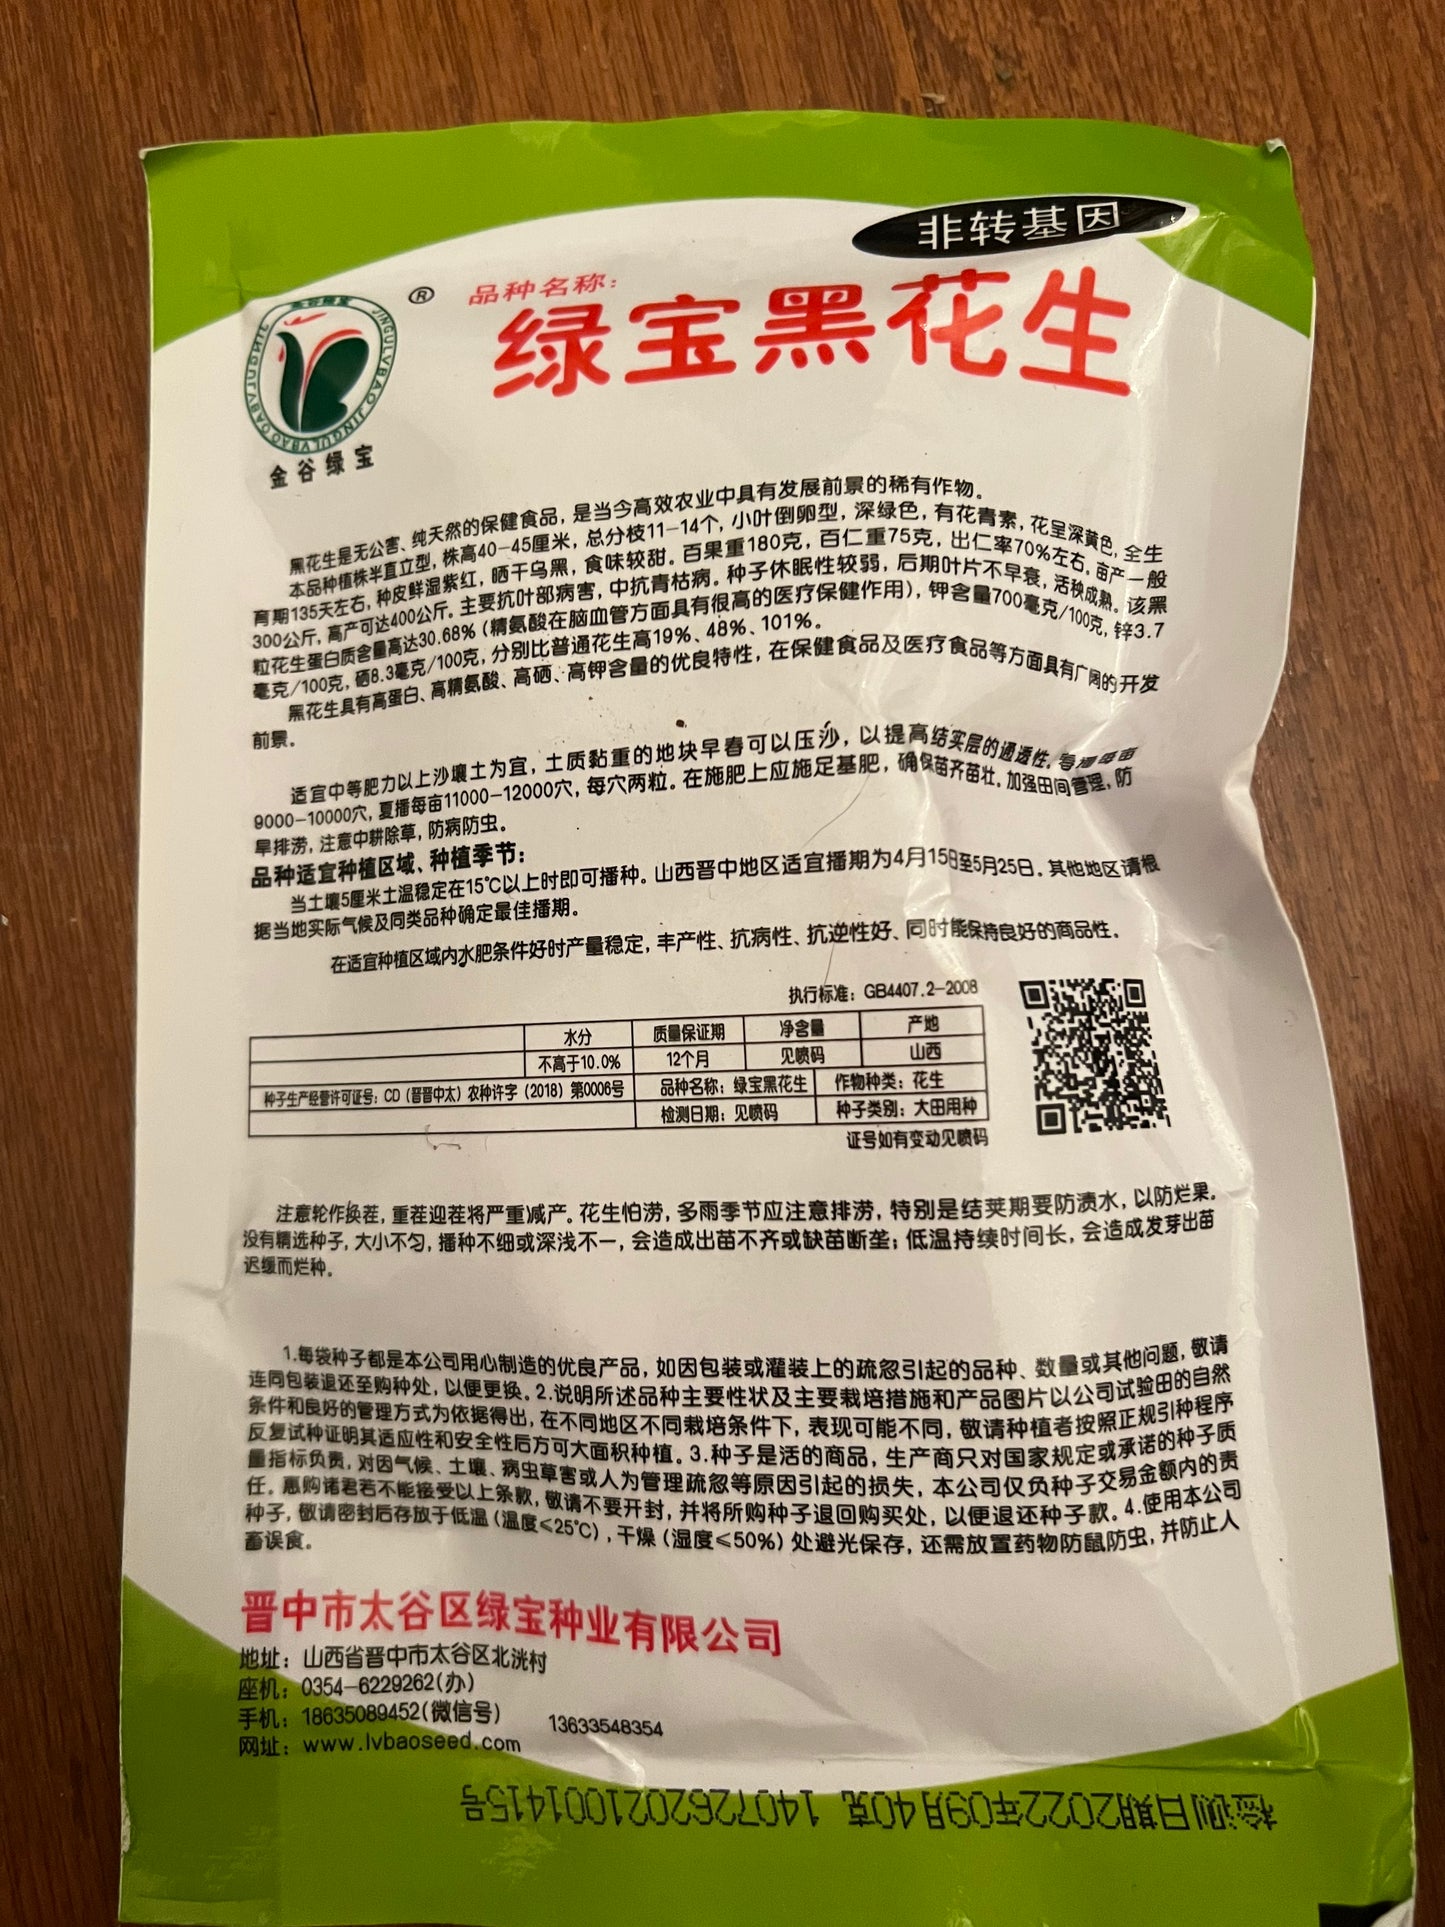 非转基因
品种名称：
绿宝黑花生
®
JINGULVBAO JINGULVBAO
金谷绿宝
黑花生是无公害、纯天然的保健食品，是当今高效农业中具有发展前景的稀有作物。
本品种植株半直立型，株高40-45厘米，总分枝11-14个，小叶倒卵型，深绿色，有花青素，花呈深黄色，全生
育期135天左右，种皮鲜湿紫红，晒干乌黑，食味较甜。百果重180克，百仁重75克，出仁率70%左右，亩产一般
300公斤，高产可达400公斤。主要抗叶部病害，中抗青枯病。种子休眠性较弱，后期叶片不早衰，活秧成熟。该黑
粒花生蛋白质含量高达30.68%（精氨酸在脑血管方面具有很高的医疗保健作用），钾含量700毫克/100克，锌3.7
毫克/100克，硒8.3毫克/100克，分别比普通花生高19%、48%、101%。
黑花生具有高蛋白、高精氨酸、高硒、高钾含量的优良特性，在保健食品及医疗食品等方面具有广阔的开发
前景。
适宜中等肥力以上沙壤土为宜，土质黏重的地块早春可以压沙，以提高结实层的通透性，每亩
9000-10000穴，夏播每亩11000-12000穴，每穴两粒。在施肥上应施足基肥，确保苗齐苗壮，加强田间管理，防
旱排涝，注意中耕除草，防病防虫。
品种适宜种植区域、种植季节：
当土壤5厘米土温稳定在15℃以上时即可播种。山西晋中地区适宜播期为4月15日至5月25日。其他地区请根
据当地实际气候及同类品种确定最佳播期。
在适宜种植区域内水肥条件好时产量稳定，丰产性、抗病性、抗逆性好、同时能保持良好的商品性。
执行标准：GB4407.2-2008
水分 质量保证期 净含量 产地
不高于10.0% 12个月 见喷码 山西
种子生产经营许可证号：CD（晋晋中太）农种许字（2018）第0006号 品种名称：绿宝黑花生 作物种类：花生
检测日期：见喷码 种子类别：大田用种
证号如有变动见喷码
注意轮作换茬，重茬迎茬将严重减产。花生怕涝，多雨季节应注意排涝，特别是结荚期要防渍水，以防烂果。
没有精选种子，大小不匀，播种不细或深浅不一，会造成出苗不齐或缺苗断垄；低温持续时间长，会造成发芽出苗
迟缓而烂种。
1.每袋种子都是本公司用心制造的优良产品，如因包装或灌装上的疏忽引起的品种、数量或其他问题，敬请
连同包装退还至购种处，以便更换。2.说明所述品种主要性状及主要栽培措施和产品图片以公司试验田的自然
条件和良好的管理方式为依据得出，在不同地区不同栽培条件下，表现可能不同，敬请种植者按照正规引种程序
反复试种证明其适应性和安全性后方可大面积种植。3.种子是活的商品，生产商只对国家规定或承诺的种子质
量指标负责，对因气候、土壤、病虫草害或人为管理疏忽等原因引起的损失，本公司仅负种子交易金额内的责
任。惠购诸君若不能接受以上条款，敬请不要开封，并将所购种子退回购买处，以便退还种子款。4.使用本公司
种子，敬请密封后存放于低温（温度≤25℃），干燥（湿度≤50%）处避光保存，还需放置药物防鼠防虫，并防止人
畜误食。
晋中市太谷区绿宝种业有限公司
地址：山西省晋中市太谷区北洸村
座机：0354-6229262(办)
手机：18635089452(微信号) 13633548354
网址：www.lvbaoseed.com
检测日期2022年09月40克 1407262021001415号